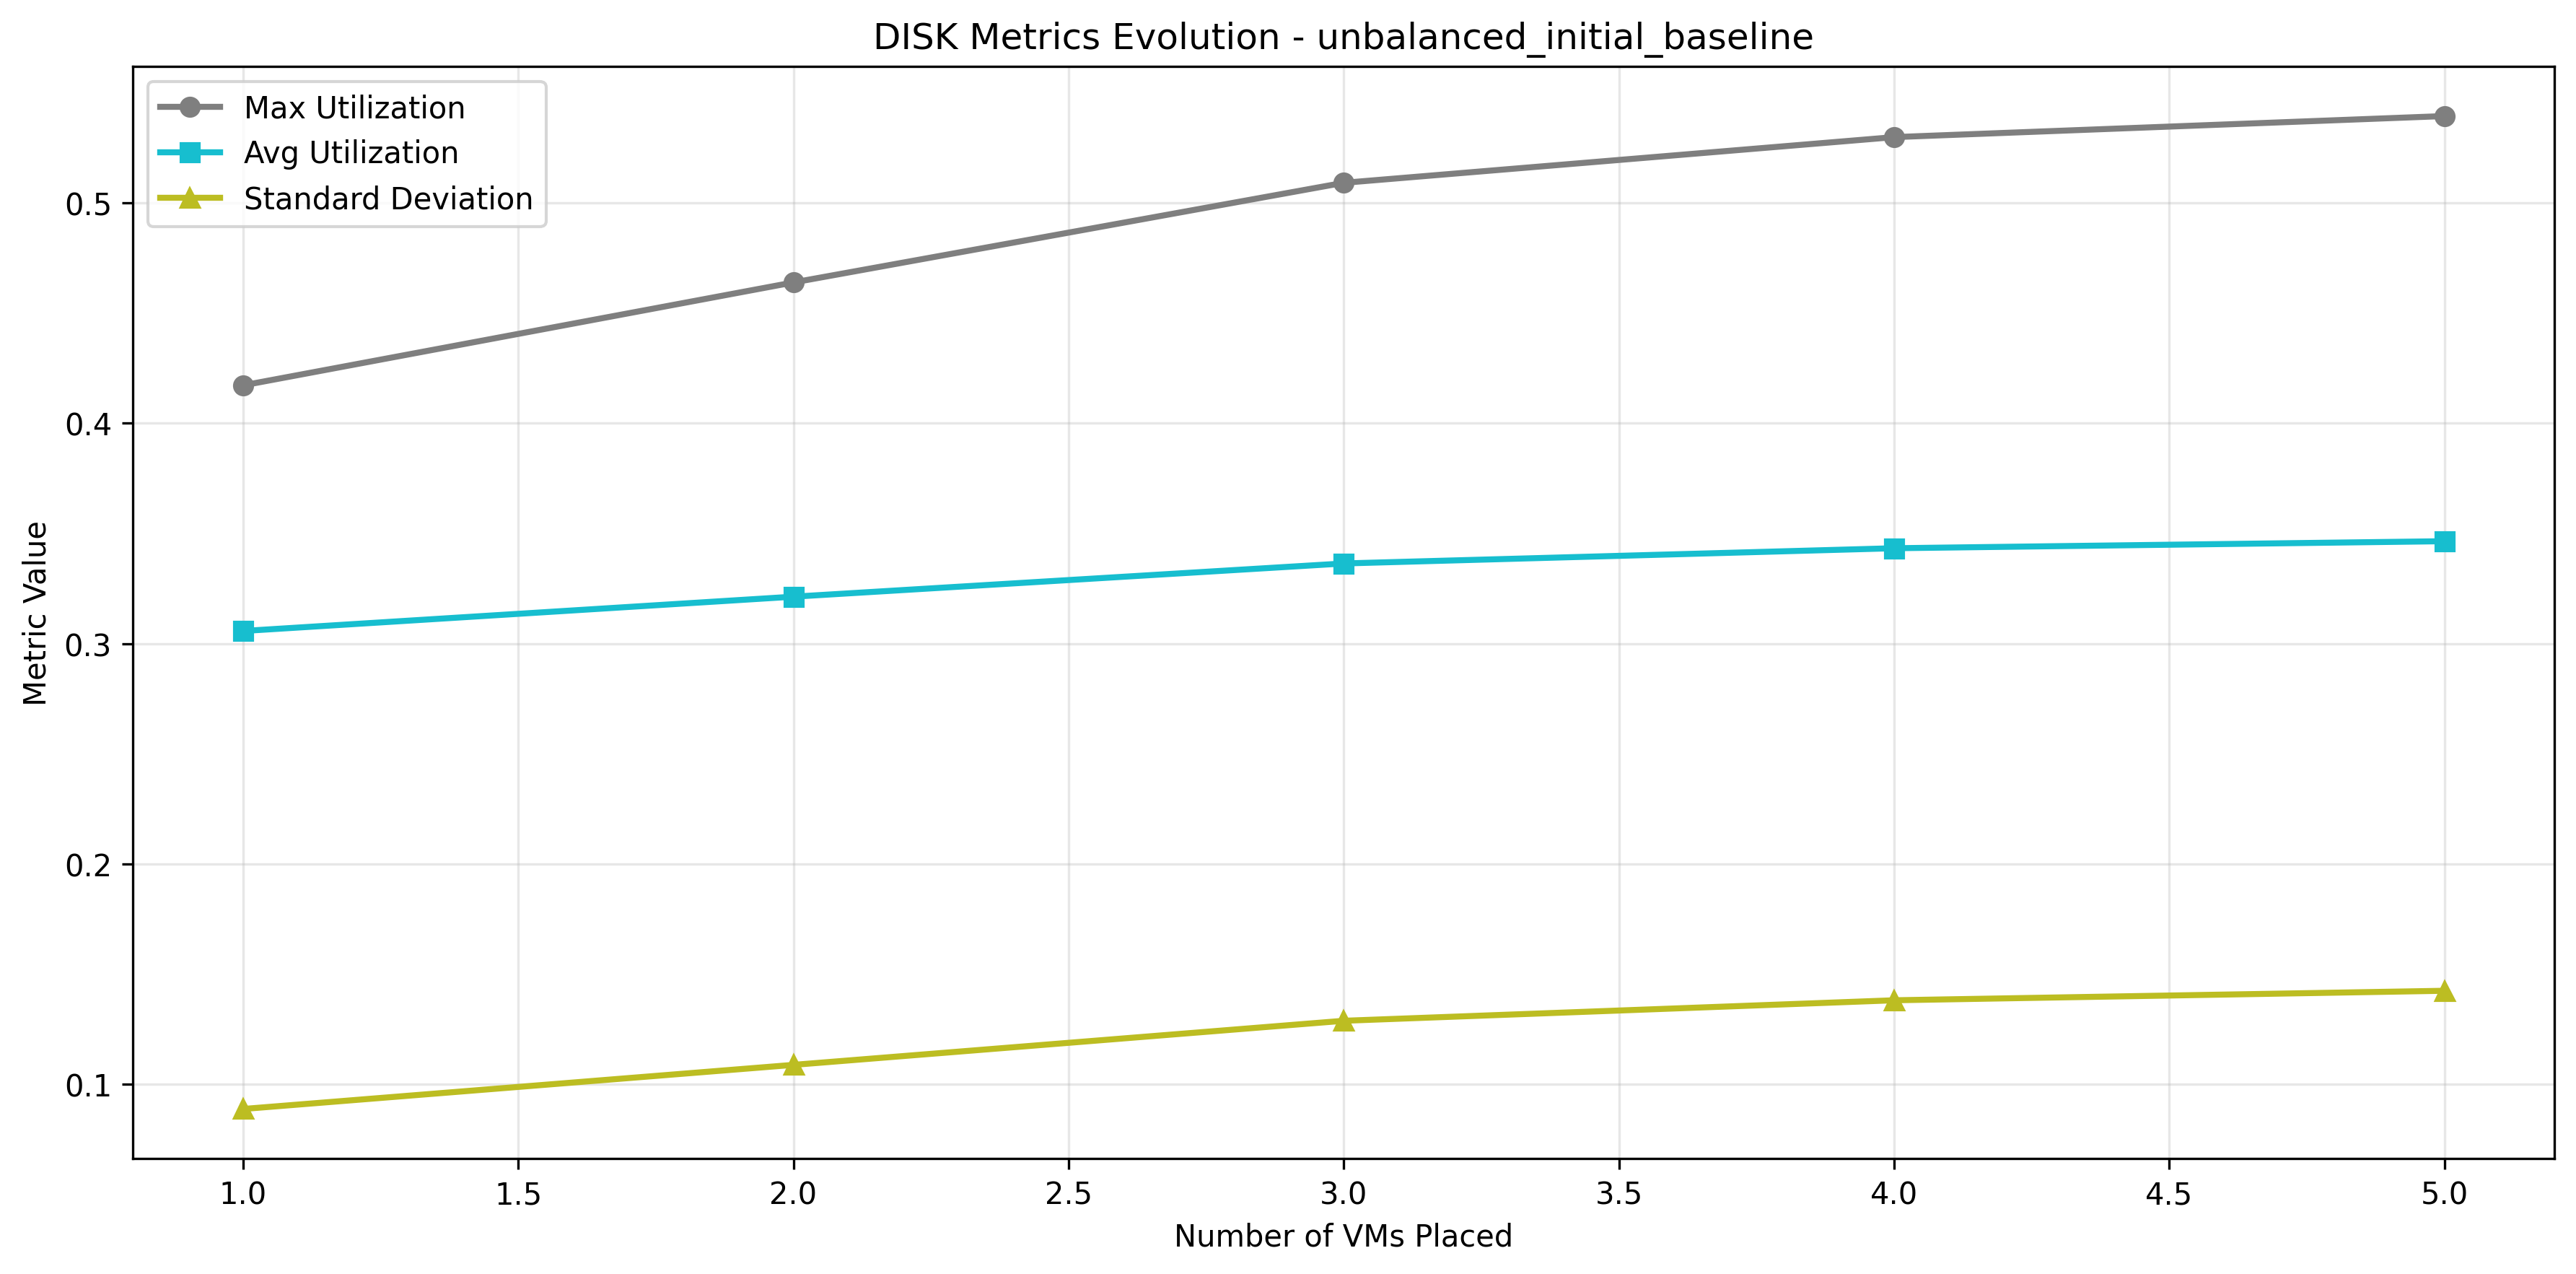 DISK Metrics Evolution - unbalanced_initial_baseline
Max Utilization
Avg Utilization
Standard Deviation
Metric Value
0.5
0.4
0.3
0.2
0.1
1.0 1.5 2.0 2.5 3.0 3.5 4.0 4.5 5.0
Number of VMs Placed